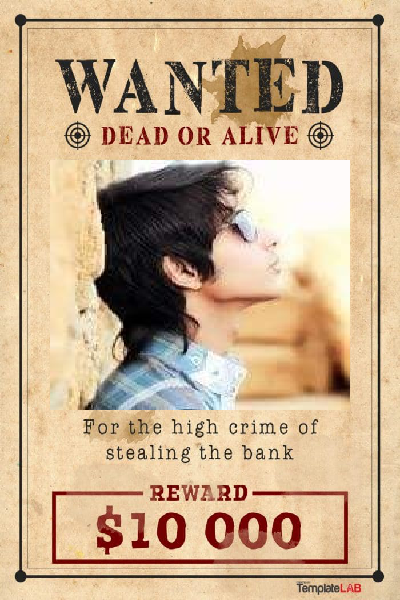 WANTED
DEAD OR ALIVE
For the high crime of
stealing the bank
REWARD
$10 000
TemplateLAB